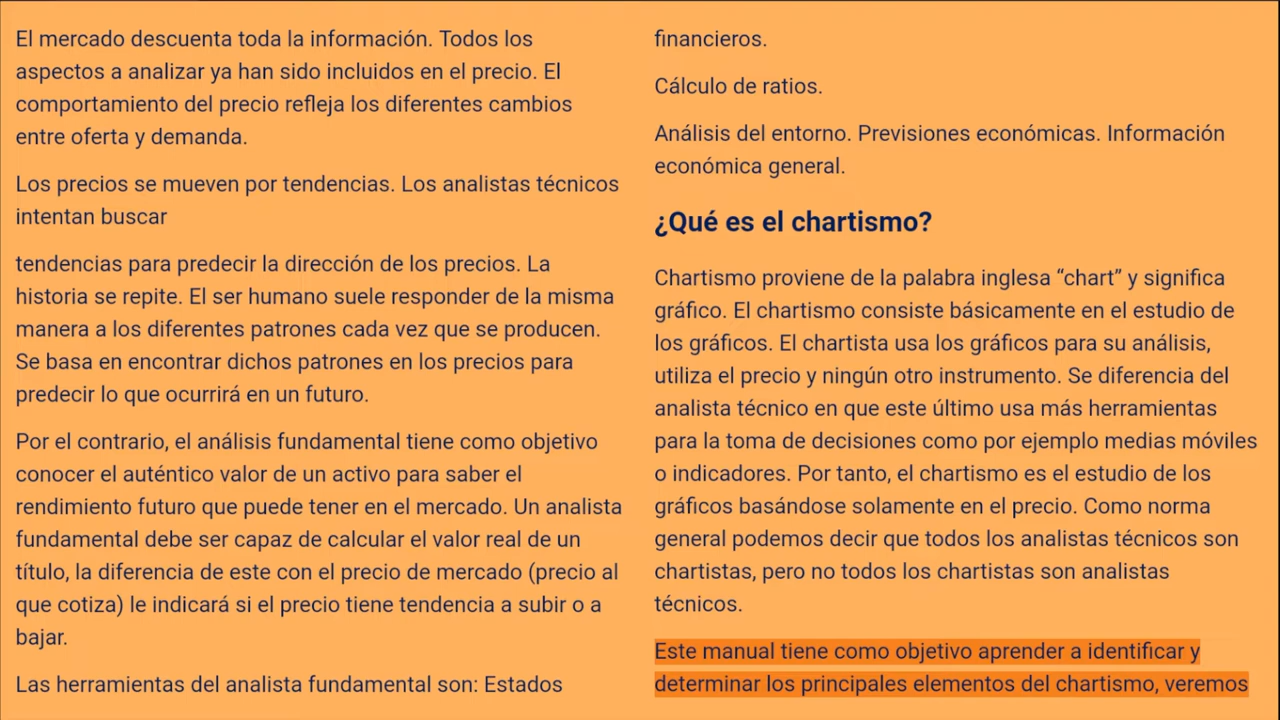 El mercado descuenta toda la información. Todos los
aspectos a analizar ya han sido incluidos en el precio. El
comportamiento del precio refleja los diferentes cambios
entre oferta y demanda.
Los precios se mueven por tendencias. Los analistas técnicos
intentan buscar
tendencias para predecir la dirección de los precios. La
historia se repite. El ser humano suele responder de la misma
manera a los diferentes patrones cada vez que se producen.
Se basa en encontrar dichos patrones en los precios para
predecir lo que ocurrirá en un futuro.
Por el contrario, el análisis fundamental tiene como objetivo
conocer el auténtico valor de un activo para saber el
rendimiento futuro que puede tener en el mercado. Un analista
fundamental debe ser capaz de calcular el valor real de un
título, la diferencia de este con el precio de mercado (precio al
que cotiza) le indicará si el precio tiene tendencia a subir o a
bajar.
Las herramientas del analista fundamental son: Estados
financieros.
Cálculo de ratios.
Análisis del entorno. Previsiones económicas. Información
económica general.
¿Qué es el chartismo?
Chartismo proviene de la palabra inglesa “chart” y significa
gráfico. El chartismo consiste básicamente en el estudio de
los gráficos. El chartista usa los gráficos para su análisis,
utiliza el precio y ningún otro instrumento. Se diferencia del
analista técnico en que este último usa más herramientas
para la toma de decisiones como por ejemplo medias móviles
o indicadores. Por tanto, el chartismo es el estudio de los
gráficos basándose solamente en el precio. Como norma
general podemos decir que todos los analistas técnicos son
chartistas, pero no todos los chartistas son analistas
técnicos.
Este manual tiene como objetivo aprender a identificar y
determinar los principales elementos del chartismo, veremos